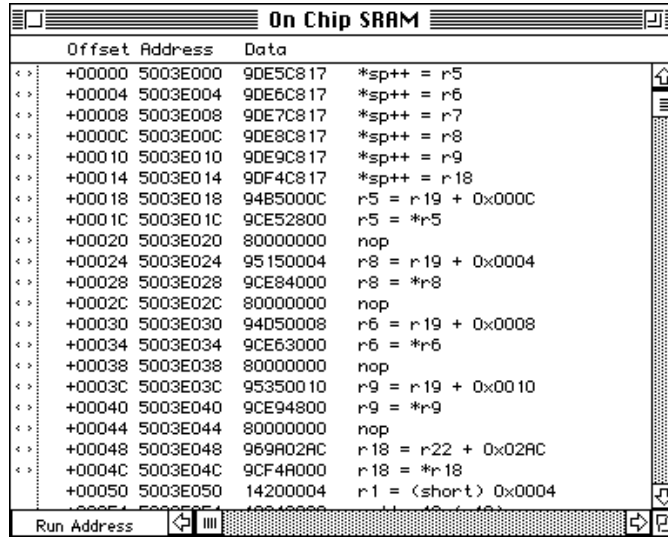 On Chip SRAM
Offset Address Data
< > +00000 5003E000 9DE5C817 *sp++ = r5
< > +00004 5003E004 9DE6C817 *sp++ = r6
< > +00008 5003E008 9DE7C817 *sp++ = r7
< > +0000C 5003E00C 9DE8C817 *sp++ = r8
< > +00010 5003E010 9DE9C817 *sp++ = r9
< > +00014 5003E014 9DF4C817 *sp++ = r18
< > +00018 5003E018 94B5000C r5 = r19 + 0x000C
< > +0001C 5003E01C 9CE52800 r5 = *r5
< > +00020 5003E020 80000000 nop
< > +00024 5003E024 95150004 r8 = r19 + 0x0004
< > +00028 5003E028 9CE84000 r8 = *r8
< > +0002C 5003E02C 80000000 nop
< > +00030 5003E030 94D50008 r6 = r19 + 0x0008
< > +00034 5003E034 9CE63000 r6 = *r6
< > +00038 5003E038 80000000 nop
< > +0003C 5003E03C 95350010 r9 = r19 + 0x0010
< > +00040 5003E040 9CE94800 r9 = *r9
< > +00044 5003E044 80000000 nop
< > +00048 5003E048 969A02AC r18 = r22 + 0x02AC
< > +0004C 5003E04C 9CF4A000 r18 = *r18
+00050 5003E050 14200004 r1 = (short) 0x0004
Run Address